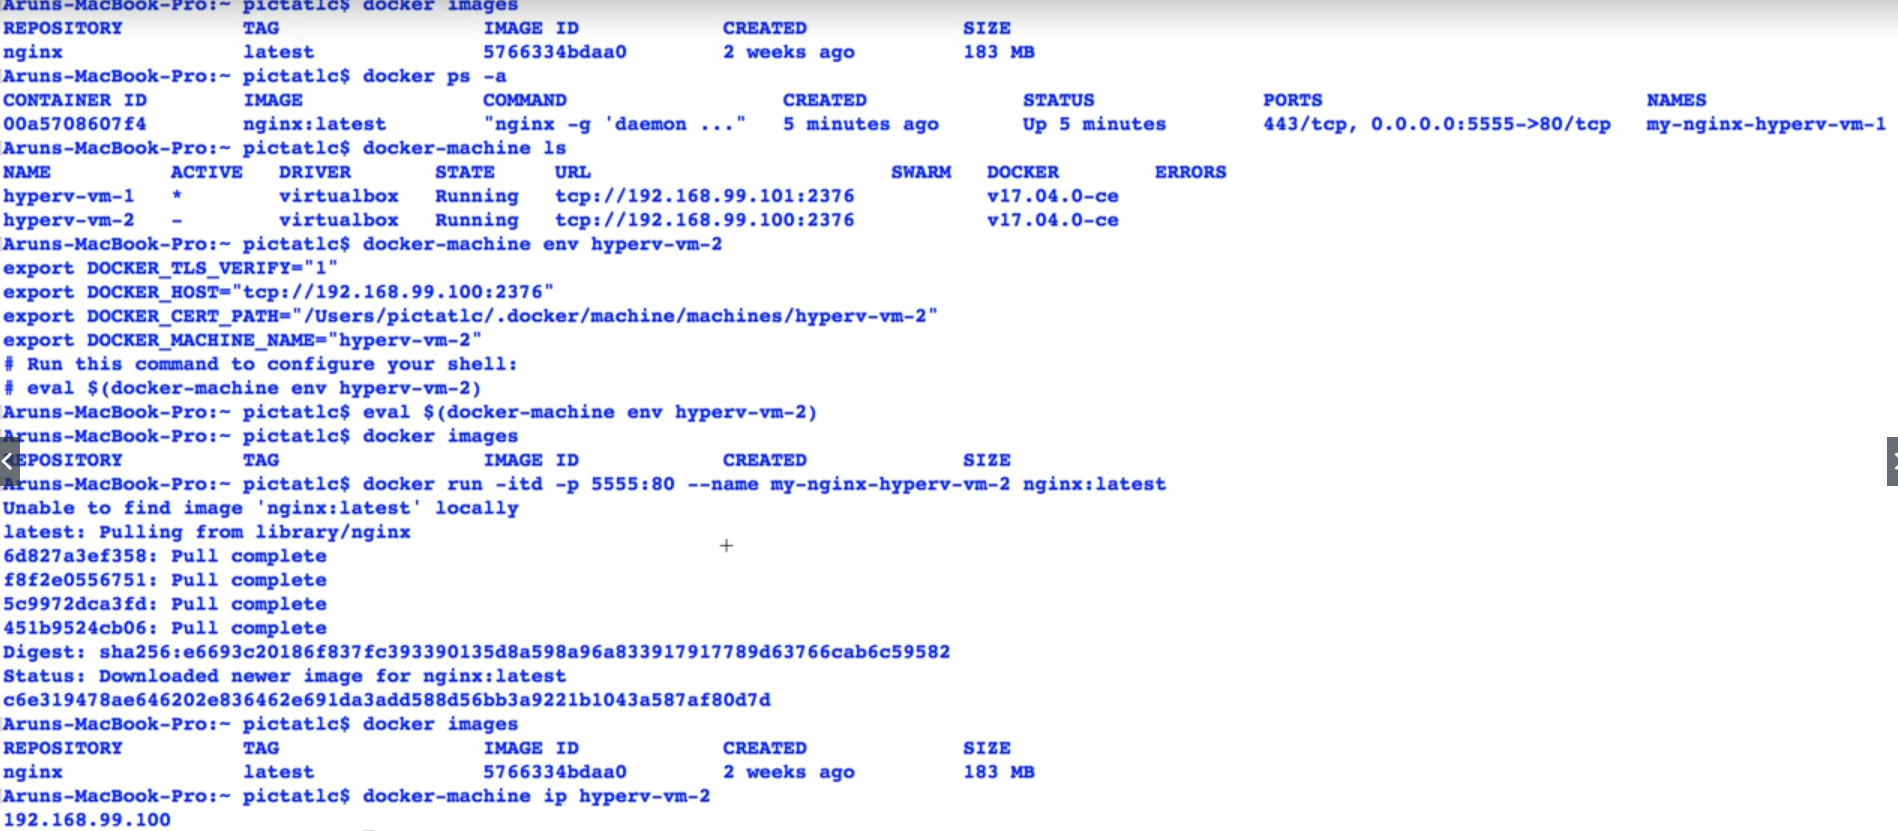 Aruns-MacBook-Pro:~ pictatlc$ docker images
REPOSITORY TAG IMAGE ID CREATED SIZE
nginx latest 5766334bdaa0 2 weeks ago 183 MB
Aruns-MacBook-Pro:~ pictatlc$ docker ps -a
CONTAINER ID IMAGE COMMAND CREATED STATUS PORTS NAMES
00a5708607f4 nginx:latest "nginx -g 'daemon ..." 5 minutes ago Up 5 minutes 443/tcp, 0.0.0.0:5555->80/tcp my-nginx-hyperv-vm-1
Aruns-MacBook-Pro:~ pictatlc$ docker-machine ls
NAME ACTIVE DRIVER STATE URL SWARM DOCKER ERRORS
hyperv-vm-1 * virtualbox Running tcp://192.168.99.101:2376 v17.04.0-ce
hyperv-vm-2 - virtualbox Running tcp://192.168.99.100:2376 v17.04.0-ce
Aruns-MacBook-Pro:~ pictatlc$ docker-machine env hyperv-vm-2
export DOCKER_TLS_VERIFY="1"
export DOCKER_HOST="tcp://192.168.99.100:2376"
export DOCKER_CERT_PATH="/Users/pictatlc/.docker/machine/machines/hyperv-vm-2"
export DOCKER_MACHINE_NAME="hyperv-vm-2"
# Run this command to configure your shell:
# eval $(docker-machine env hyperv-vm-2)
Aruns-MacBook-Pro:~ pictatlc$ eval $(docker-machine env hyperv-vm-2)
Aruns-MacBook-Pro:~ pictatlc$ docker images
REPOSITORY TAG IMAGE ID CREATED SIZE
Aruns-MacBook-Pro:~ pictatlc$ docker run -itd -p 5555:80 --name my-nginx-hyperv-vm-2 nginx:latest
Unable to find image 'nginx:latest' locally
latest: Pulling from library/nginx
6d827a3ef358: Pull complete
f8f2e0556751: Pull complete
5c9972dca3fd: Pull complete
451b9524cb06: Pull complete
Digest: sha256:e6693c20186f837fc393390135d8a598a96a833917917789d63766cab6c59582
Status: Downloaded newer image for nginx:latest
c6e319478ae646202e836462e691da3add588d56bb3a9221b1043a587af80d7d
Aruns-MacBook-Pro:~ pictatlc$ docker images
REPOSITORY TAG IMAGE ID CREATED SIZE
nginx latest 5766334bdaa0 2 weeks ago 183 MB
Aruns-MacBook-Pro:~ pictatlc$ docker-machine ip hyperv-vm-2
192.168.99.100